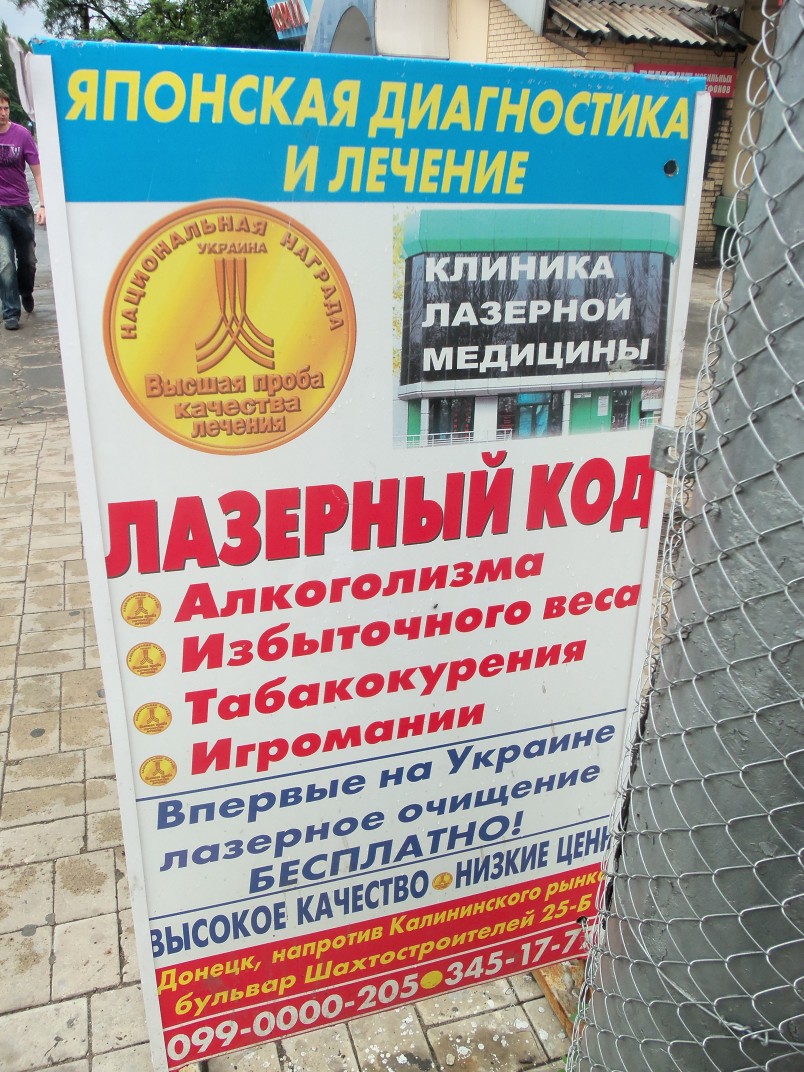 ЯПОНСКАЯ ДИАГНОСТИКА
И ЛЕЧЕНИЕ
НАЦИОНАЛЬНАЯ НАГРАДА
УКРАИНА
Высшая проба
качества
лечения
КЛИНИКА
ЛАЗЕРНОЙ
МЕДИЦИНЫ
ЛАЗЕРНЫЙ КОД
Алкоголизма
Избыточного веса
Табакокурения
Игромании
Впервые на Украине
лазерное очищение
БЕСПЛАТНО!
ВЫСОКОЕ КАЧЕСТВО НИЗКИЕ ЦЕН
Донецк, напротив Калининского рынка
бульвар Шахтостроителей 25-Б
099-0000-205 345-17-7